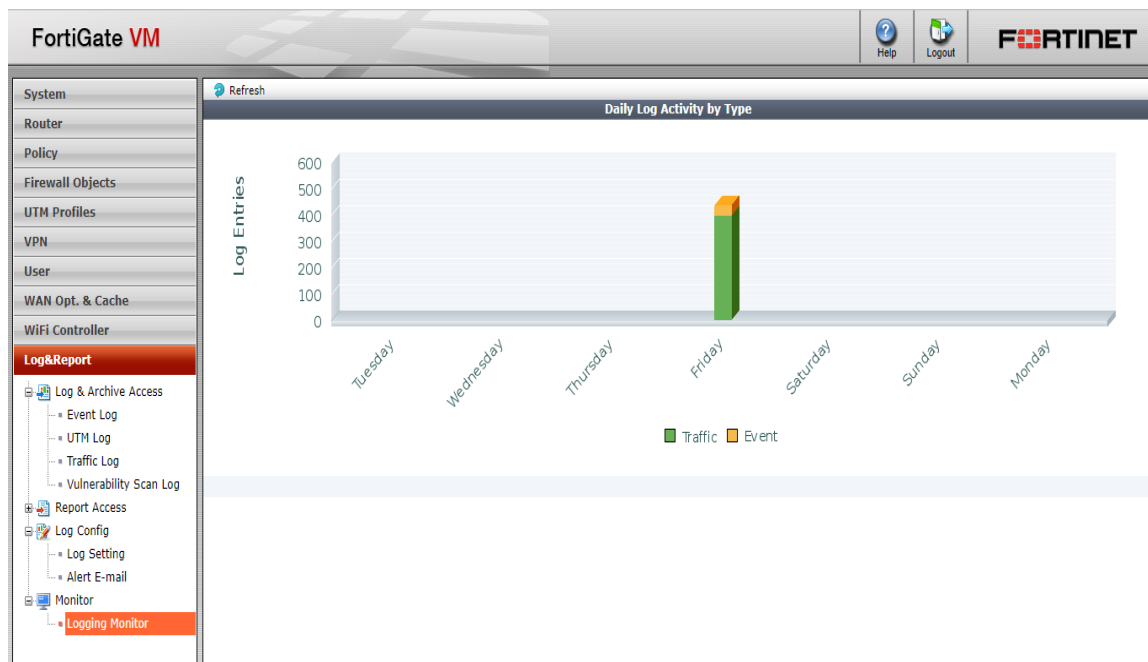 FortiGate VM
Help
Logout
FORTINET
System
Router
Policy
Firewall Objects
UTM Profiles
VPN
User
WAN Opt. & Cache
WiFi Controller
Log&Report
Log & Archive Access
Event Log
UTM Log
Traffic Log
Vulnerability Scan Log
Report Access
Log Config
Log Setting
Alert E-mail
Monitor
Logging Monitor
Refresh
Daily Log Activity by Type
Log Entries
600
500
400
300
200
100
0
Tuesday
Wednesday
Thursday
Friday
Saturday
Sunday
Monday
Traffic
Event